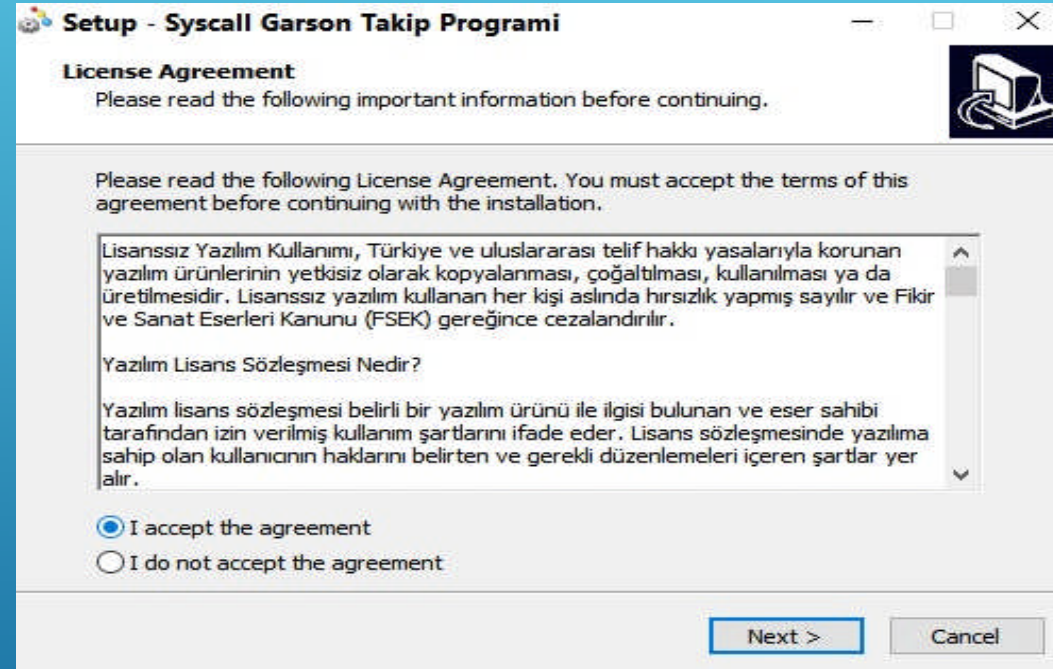 Setup - Syscall Garson Takip Programi
License Agreement
Please read the following important information before continuing.
Please read the following License Agreement. You must accept the terms of this
agreement before continuing with the installation.
Lisanssız Yazılım Kullanımı, Türkiye ve uluslararası telif hakkı yasalarıyla korunan
yazılım ürünlerinin yetkisiz olarak kopyalanması, çoğaltılması, kullanılması ya da
üretilmesidir. Lisanssız yazılım kullanan her kişi aslında hırsızlık yapmış sayılır ve Fikir
ve Sanat Eserleri Kanunu (FSEK) gereğince cezalandırılır.
Yazılım Lisans Sözleşmesi Nedir?
Yazılım lisans sözleşmesi belirli bir yazılım ürünü ile ilgisi bulunan ve eser sahibi
tarafından izin verilmiş kullanım şartlarını ifade eder. Lisans sözleşmesinde yazılıma
sahip olan kullanıcının haklarını belirten ve gerekli düzenlemeleri içeren şartlar yer
alır.
I accept the agreement
I do not accept the agreement
Next >
Cancel